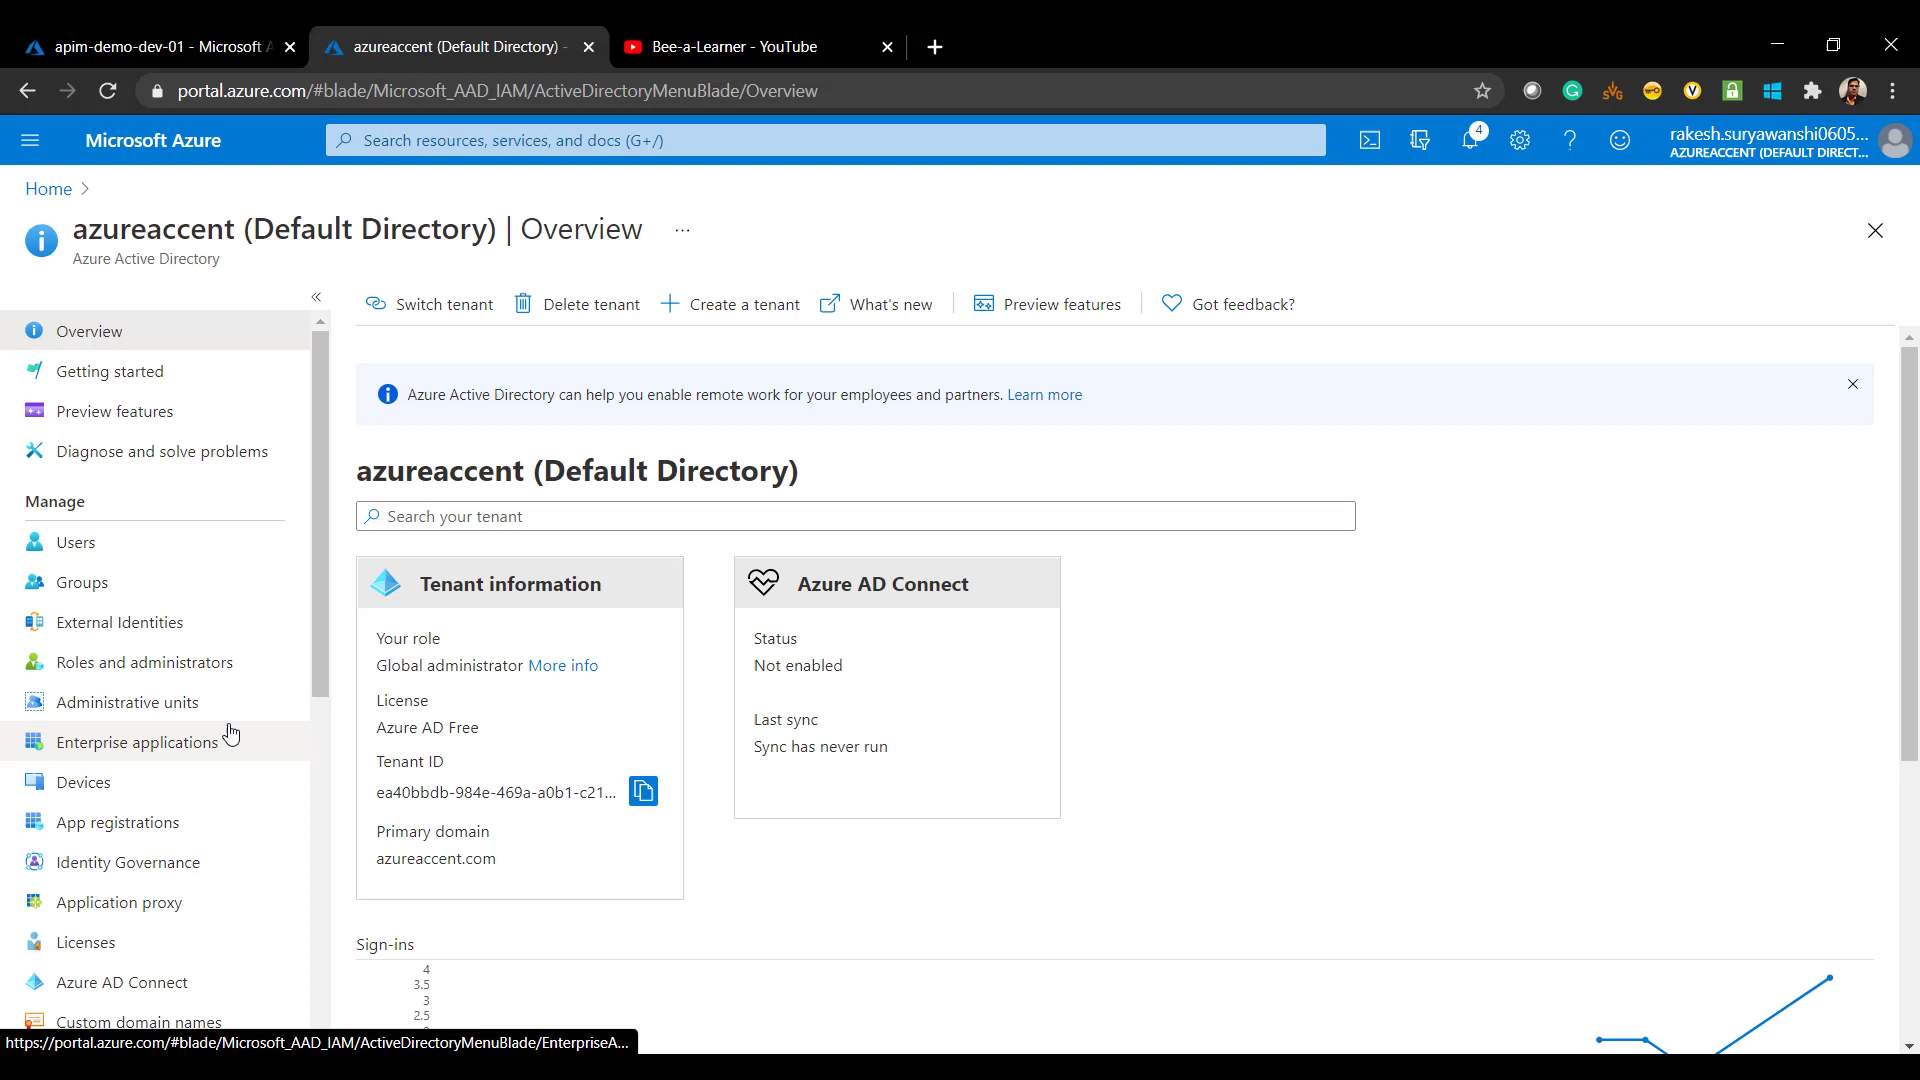 apim-demo-dev-01 - Microsoft A
azureaccent (Default Directory) -
Bee-a-Learner - YouTube
portal.azure.com/#blade/Microsoft_AAD_IAM/ActiveDirectoryMenuBlade/Overview
Microsoft Azure
Search resources, services, and docs (G+/)
4
rakesh.suryawanshi0605...
AZUREACCENT (DEFAULT DIRECT...
Home
azureaccent (Default Directory) | Overview
...
Azure Active Directory
Switch tenant
Delete tenant
Create a tenant
What's new
Preview features
Got feedback?
Overview
Getting started
Preview features
Diagnose and solve problems
Manage
Users
Groups
External Identities
Roles and administrators
Administrative units
Enterprise applications
Devices
App registrations
Identity Governance
Application proxy
Licenses
Azure AD Connect
Custom domain names
Azure Active Directory can help you enable remote work for your employees and partners. Learn more
azureaccent (Default Directory)
Search your tenant
Tenant information
Your role
Global administrator More info
License
Azure AD Free
Tenant ID
ea40bbdb-984e-469a-a0b1-c21...
Primary domain
azureaccent.com
Azure AD Connect
Status
Not enabled
Last sync
Sync has never run
Sign-ins
4
3.5
3
2.5
https://portal.azure.com/#blade/Microsoft_AAD_IAM/ActiveDirectoryMenuBlade/EnterpriseA...